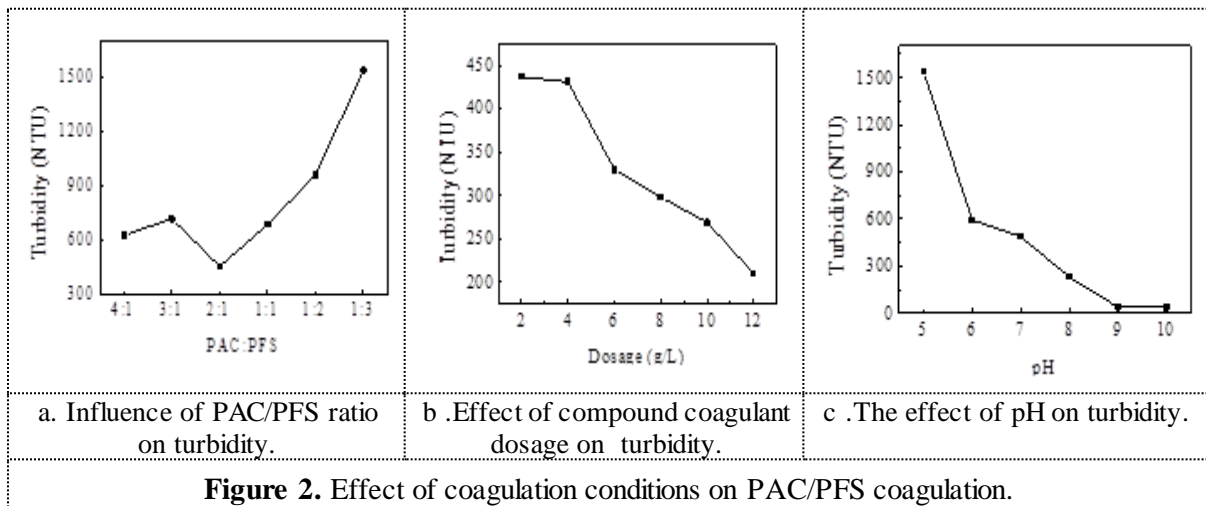 1500
1200
900
600
300
Turbidity (NTU)
4:1 3:1 2:1 1:1 1:2 1:3
PAC:PFS
450
400
350
300
250
200
Turbidity (NTU)
2 4 6 8 10 12
Dosage (g/L)
1500
1200
900
600
300
0
Turbidity (NTU)
5 6 7 8 9 10
pH
a. Influence of PAC/PFS ratio
on turbidity.
b .Effect of compound coagulant
dosage on turbidity.
c .The effect of pH on turbidity.
Figure 2. Effect of coagulation conditions on PAC/PFS coagulation.